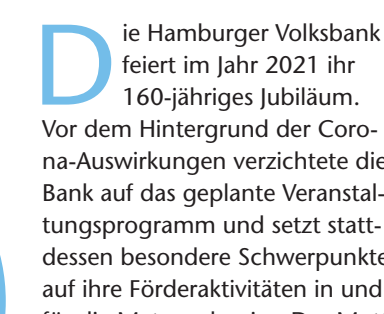 Die Hamburger Volksbank
feiert im Jahr 2021 ihr
160-jähriges Jubiläum.
Vor dem Hintergrund der Coro-
na-Auswirkungen verzichtete die
Bank auf das geplante Veranstal-
tungsprogramm und setzt statt-
dessen besondere Schwerpunkte
auf ihre Förderaktivitäten in und